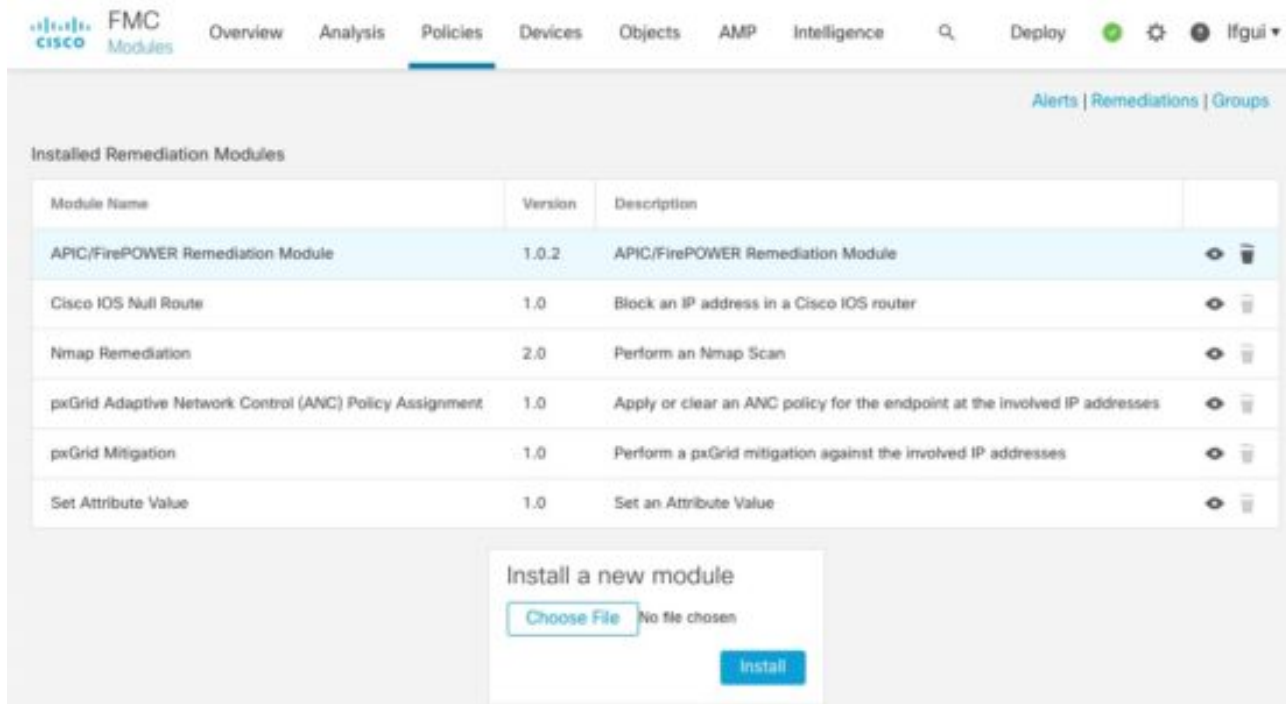 CISCO
FMC
Modules
Overview Analysis Policies Devices Objects AMP Intelligence Deploy lfgui
Alerts | Remediations | Groups
Installed Remediation Modules
Module Name Version Description
APIC/FirePOWER Remediation Module 1.0.2 APIC/FirePOWER Remediation Module
Cisco IOS Null Route 1.0 Block an IP address in a Cisco IOS router
Nmap Remediation 2.0 Perform an Nmap Scan
pxGrid Adaptive Network Control (ANC) Policy Assignment 1.0 Apply or clear an ANC policy for the endpoint at the involved IP addresses
pxGrid Mitigation 1.0 Perform a pxGrid mitigation against the involved IP addresses
Set Attribute Value 1.0 Set an Attribute Value
Install a new module
Choose File No file chosen
Install